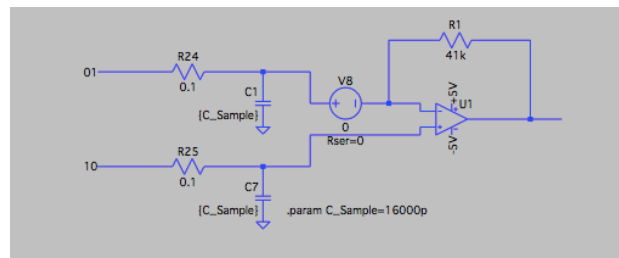 R1
R24
41k
01
V8
0.1
C1
+5V
U1
{C_Sample}
0
Rser=0
-5V
R25
10
0.1
C7
{C_Sample}
.param C_Sample=16000p